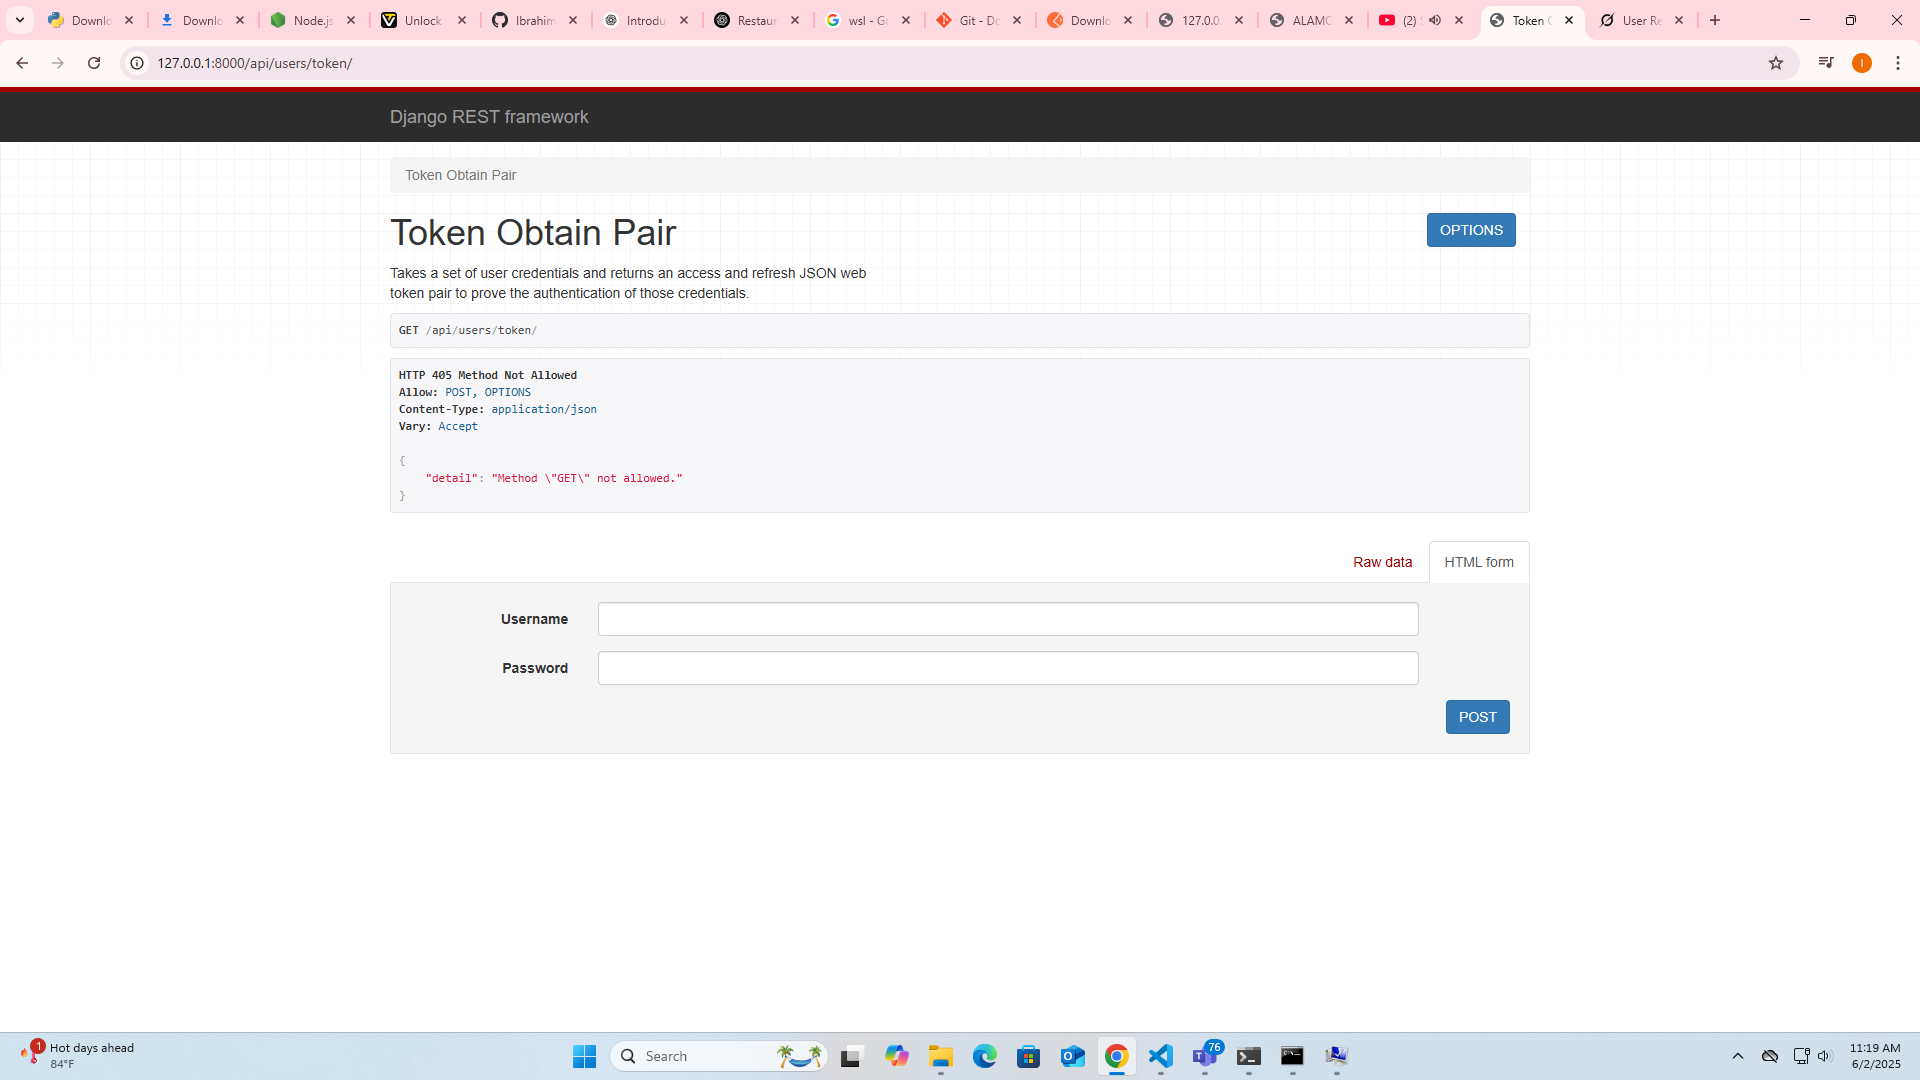 Downlo
Downlo
Node.js
Unlock
Ibrahim
Introdu
Restaur
wsl - Go
Git - Do
Downlo
127.0.0.
ALAMO
(2)
Token O
User Re
127.0.0.1:8000/api/users/token/
I
Django REST framework
Token Obtain Pair
Token Obtain Pair
OPTIONS
Takes a set of user credentials and returns an access and refresh JSON web
token pair to prove the authentication of those credentials.
GET /api/users/token/
HTTP 405 Method Not Allowed
Allow: POST, OPTIONS
Content-Type: application/json
Vary: Accept
{
"detail": "Method \"GET\" not allowed."
}
Raw data
HTML form
Username
Password
POST
1
Hot days ahead
84°F
Search
76
11:19 AM
6/2/2025